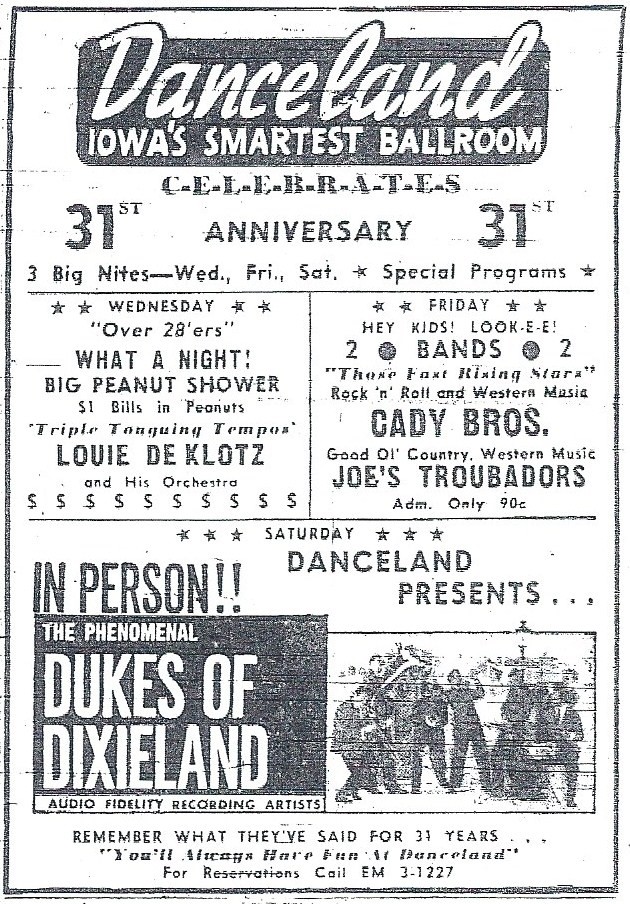 Danceland
IOWA'S SMARTEST BALLROOM
C-E-L-E-B-R-A-T-E-S
31ST ANNIVERSARY 31ST
3 Big Nites—Wed., Fri., Sat. ★ Special Programs ★
★ ★ WEDNESDAY ★ ★
"Over 28'ers"
WHAT A NIGHT!
BIG PEANUT SHOWER
$1 Bills in Peanuts
'Triple Tonguing Tempos'
LOUIE DE KLOTZ
and His Orchestra
$ $ $ $ $ $ $ $ $ $ $
★ ★ FRIDAY ★ ★
HEY KIDS! LOOK-E-E!
2 ● BANDS ● 2
"Those Fast Rising Stars"
Rock 'n' Roll and Western Music
CADY BROS.
Good Ol' Country, Western Music
JOE'S TROUBADORS
Adm. Only 90c
★ ★ ★ SATURDAY ★ ★ ★
DANCELAND
PRESENTS . . .
IN PERSON!!
THE PHENOMENAL
DUKES OF
DIXIELAND
AUDIO FIDELITY RECORDING ARTISTS
REMEMBER WHAT THEY'VE SAID FOR 31 YEARS . . .
"You'll Always Have Fun At Danceland"
For Reservations Call EM 3-1227